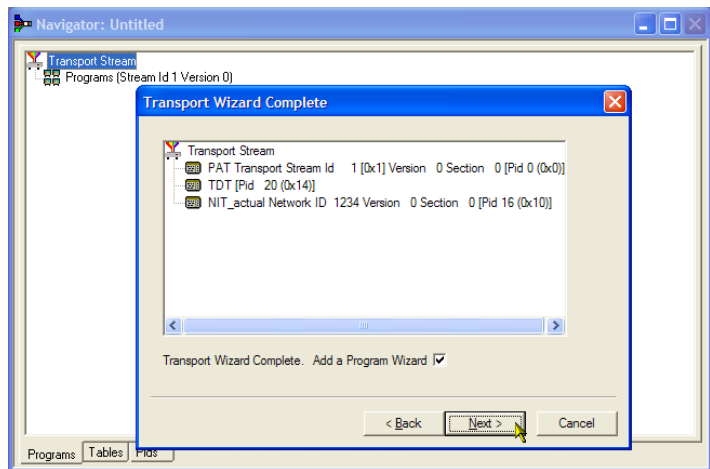 Navigator: Untitled
Transport Stream
Programs (Stream Id 1 Version 0)
Transport Wizard Complete
Transport Stream
PAT Transport Stream Id 1 [0x1] Version 0 Section 0 [Pid 0 (0x0)]
TDT [Pid 20 (0x14)]
NIT_actual Network ID 1234 Version 0 Section 0 [Pid 16 (0x10)]
Transport Wizard Complete. Add a Program Wizard
< Back Next > Cancel
Programs Tables Pids